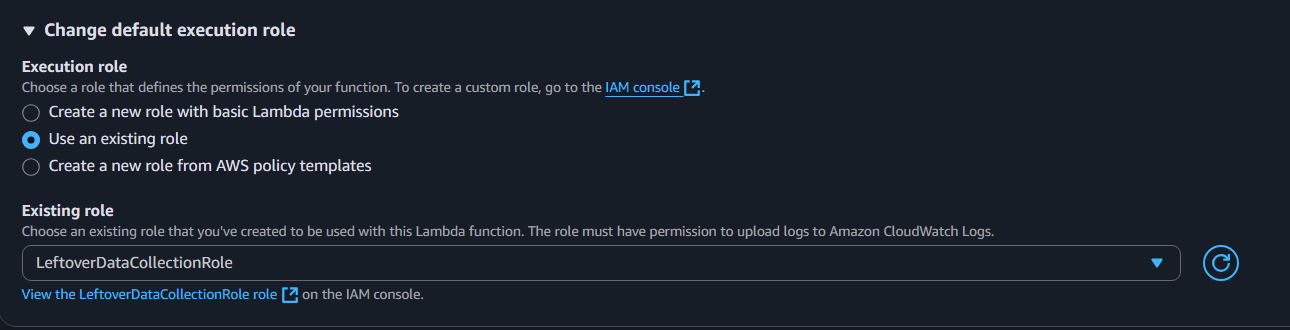 Change default execution role
Execution role
Choose a role that defines the permissions of your function. To create a custom role, go to the IAM console.
Create a new role with basic Lambda permissions
Use an existing role
Create a new role from AWS policy templates
Existing role
Choose an existing role that you've created to be used with this Lambda function. The role must have permission to upload logs to Amazon CloudWatch Logs.
LeftoverDataCollectionRole
View the LeftoverDataCollectionRole role on the IAM console.